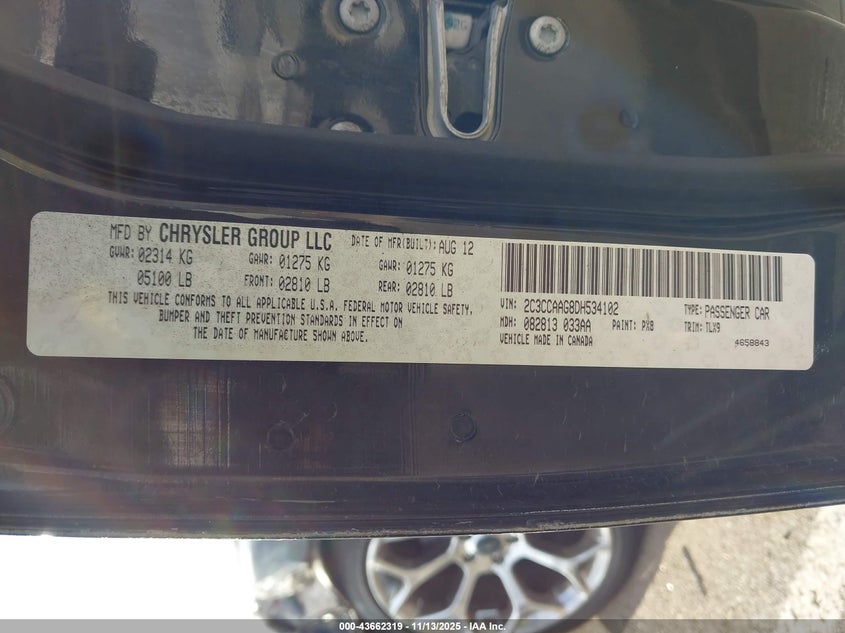 MFD BY CHRYSLER GROUP LLC DATE OF MFR(BUILT): AUG 12
GVWR: 02314 KG GAWR: 01275 KG GAWR: 01275 KG
05100 LB FRONT: 02810 LB REAR: 02810 LB
THIS VEHICLE CONFORMS TO ALL APPLICABLE U.S.A. FEDERAL MOTOR VEHICLE SAFETY,
BUMPER AND THEFT PREVENTION STANDARDS IN EFFECT ON
THE DATE OF MANUFACTURE SHOWN ABOVE.
VIN: 2C3CCAAG8DH534102 TYPE: PASSENGER CAR
MDH: 082813 033AA PAINT: PX8 TRIM: TLX9
VEHICLE MADE IN CANADA 4658843
000-43662319 - 11/13/2025 - IAA Inc.